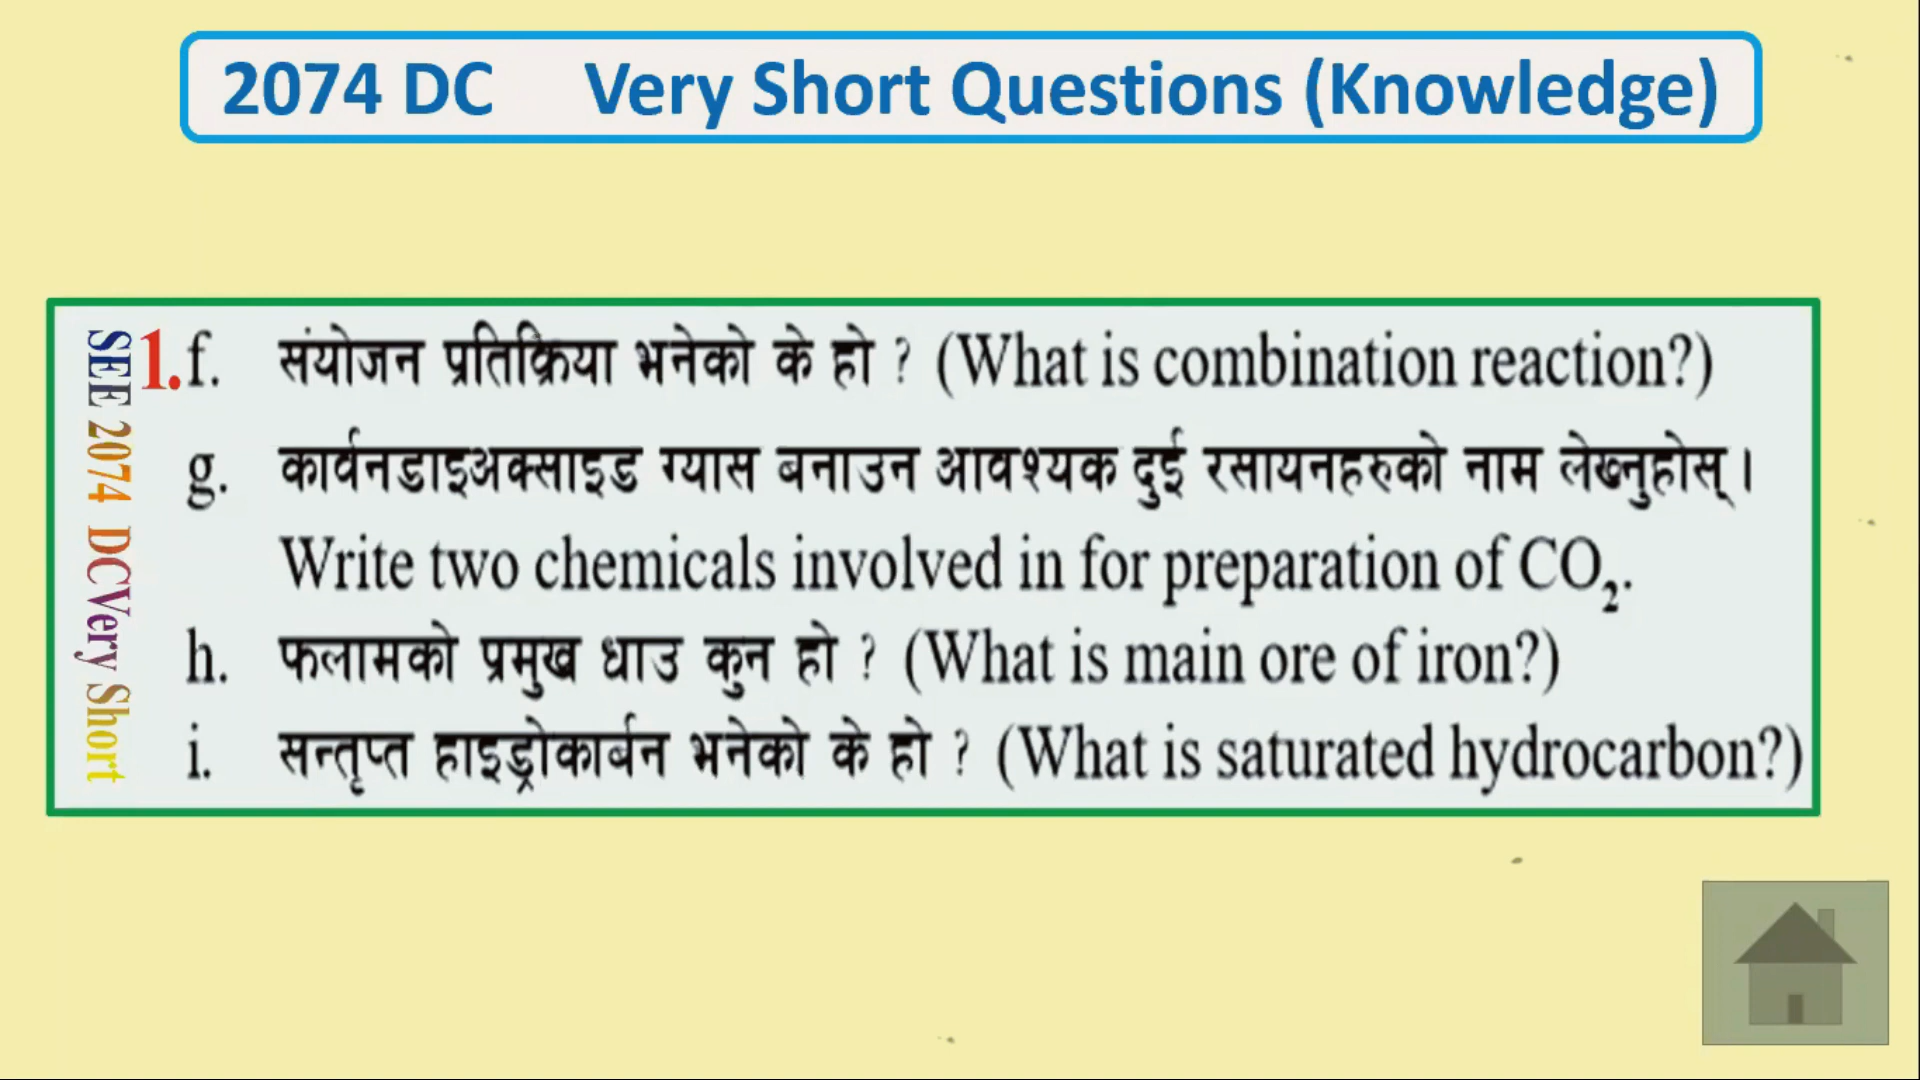 2074 DC Very Short Questions (Knowledge)
SEE 2074 DCVery Short
1.f. संयोजन प्रतिक्रिया भनेको के हो ? (What is combination reaction?)
g. कार्वनडाइअक्साइड ग्यास बनाउन आवश्यक दुई रसायनहरुको नाम लेख्नुहोस् ।
Write two chemicals involved in for preparation of CO₂.
h. फलामको प्रमुख धाउ कुन हो ? (What is main ore of iron?)
i. सन्तृप्त हाइड्रोकार्बन भनेको के हो ? (What is saturated hydrocarbon?)